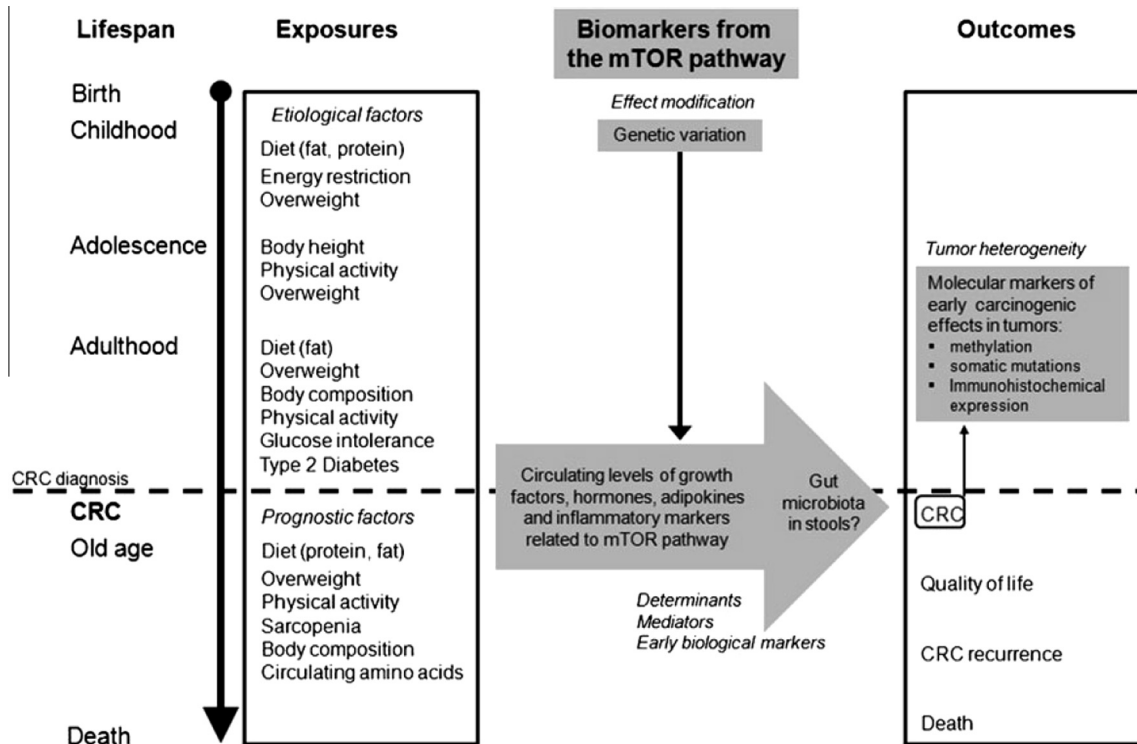 Lifespan
Exposures
Biomarkers from
the mTOR pathway
Outcomes
Birth
Childhood
Adolescence
Adulthood
CRC diagnosis
CRC
Old age
Death
Etiological factors
Diet (fat, protein)
Energy restriction
Overweight
Body height
Physical activity
Overweight
Diet (fat)
Overweight
Body composition
Physical activity
Glucose intolerance
Type 2 Diabetes
Prognostic factors
Diet (protein, fat)
Overweight
Physical activity
Sarcopenia
Body composition
Circulating amino acids
Effect modification
Genetic variation
Circulating levels of growth
factors, hormones, adipokines
and inflammatory markers
related to mTOR pathway
Gut
microbiota
in stools?
Determinants
Mediators
Early biological markers
Tumor heterogeneity
Molecular markers of
early carcinogenic
effects in tumors:
▪ methylation
▪ somatic mutations
▪ Immunohistochemical
expression
CRC
Quality of life
CRC recurrence
Death